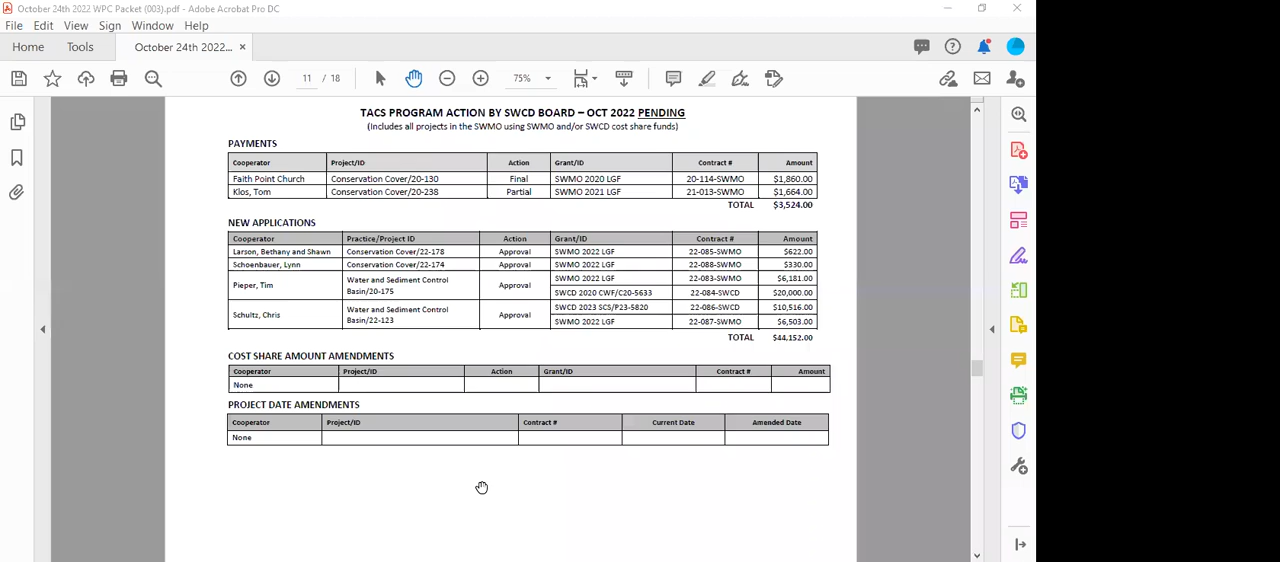 October 24th 2022 WPC Packet (003).pdf - Adobe Acrobat Pro DC
File Edit View Sign Window Help
Home Tools October 24th 2022... ×
11 / 18 75%
TACS PROGRAM ACTION BY SWCD BOARD – OCT 2022 PENDING
(Includes all projects in the SWMO using SWMO and/or SWCD cost share funds)
PAYMENTS
Cooperator Project/ID Action Grant/ID Contract # Amount
Faith Point Church Conservation Cover/20-130 Final SWMO 2020 LGF 20-114-SWMO $1,860.00
Klos, Tom Conservation Cover/20-238 Partial SWMO 2021 LGF 21-013-SWMO $1,664.00
TOTAL $3,524.00
NEW APPLICATIONS
Cooperator Practice/Project ID Action Grant/ID Contract # Amount
Larson, Bethany and Shawn Conservation Cover/22-178 Approval SWMO 2022 LGF 22-085-SWMO $622.00
Schoenbauer, Lynn Conservation Cover/22-174 Approval SWMO 2022 LGF 22-088-SWMO $330.00
Pieper, Tim Water and Sediment Control Approval SWMO 2022 LGF 22-083-SWMO $6,181.00
Basin/20-175 SWCD 2020 CWF/C20-5633 22-084-SWCD $20,000.00
Schultz, Chris Water and Sediment Control Approval SWCD 2023 SCS/P23-5820 22-086-SWCD $10,516.00
Basin/22-123 SWMO 2022 LGF 22-087-SWMO $6,503.00
TOTAL $44,152.00
COST SHARE AMOUNT AMENDMENTS
Cooperator Project/ID Action Grant/ID Contract # Amount
None
PROJECT DATE AMENDMENTS
Cooperator Project/ID Contract # Current Date Amended Date
None